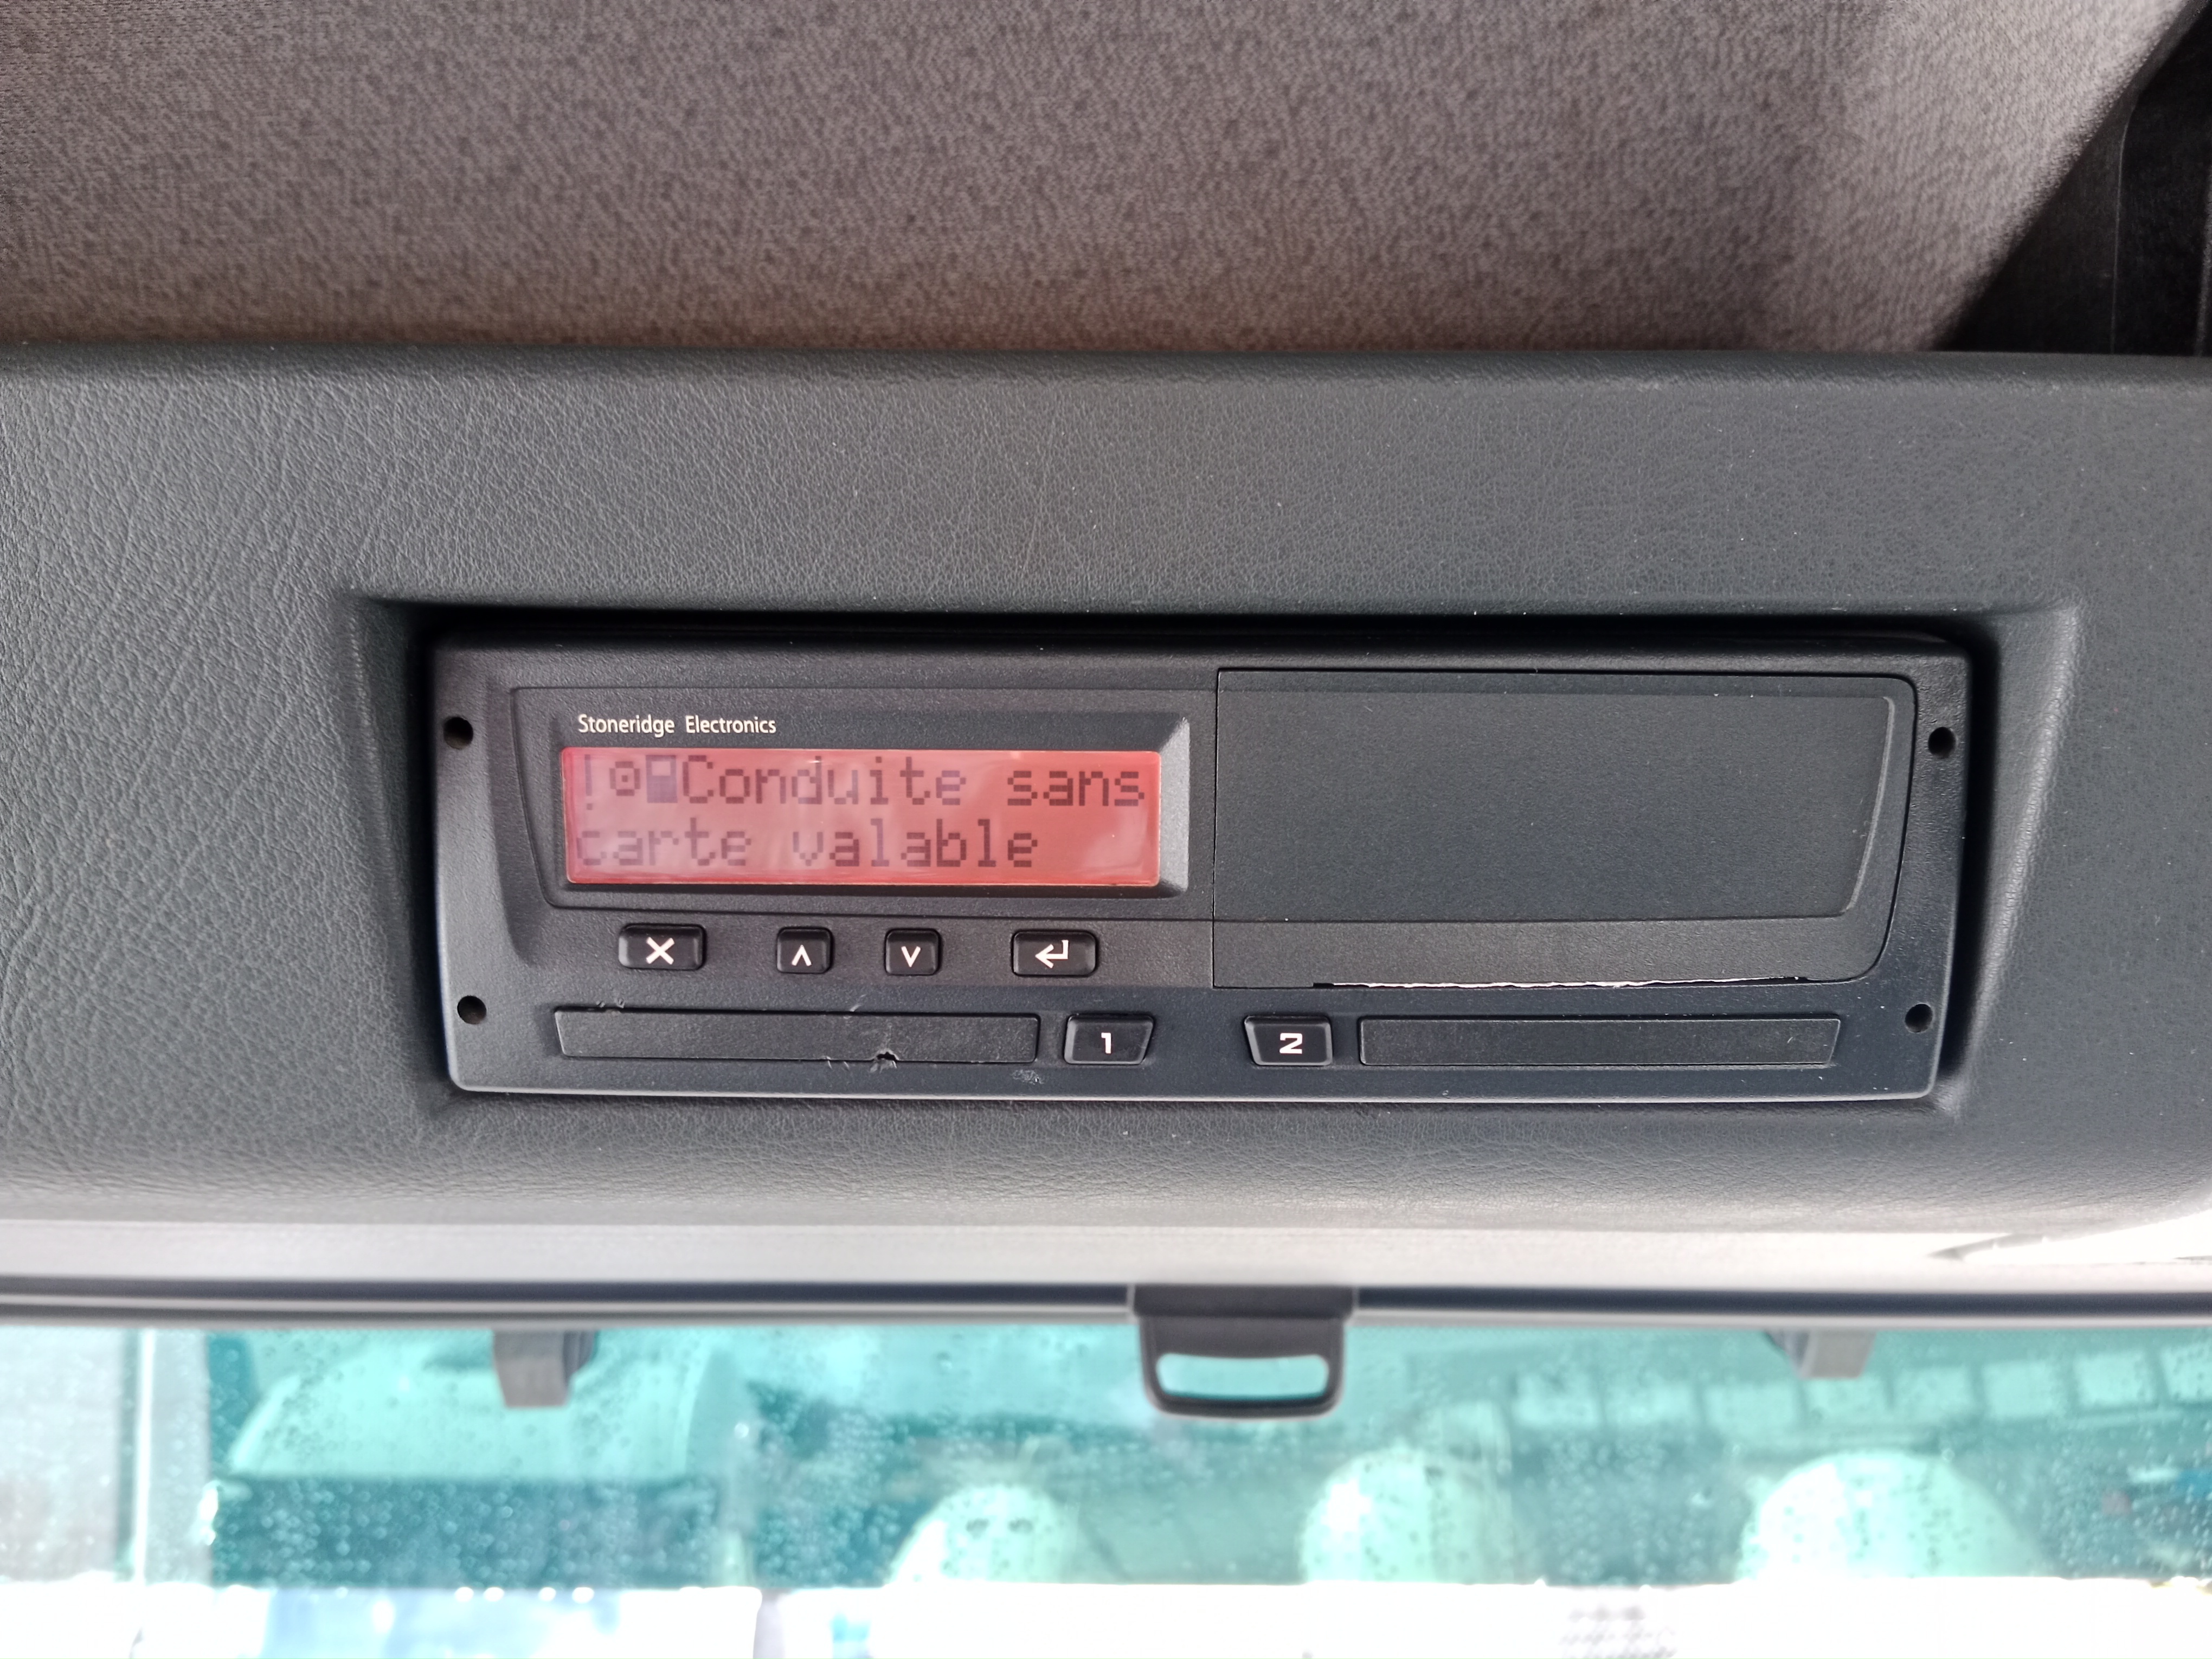 Stoneridge Electronics
!Conduite sans
carte valable
1 2